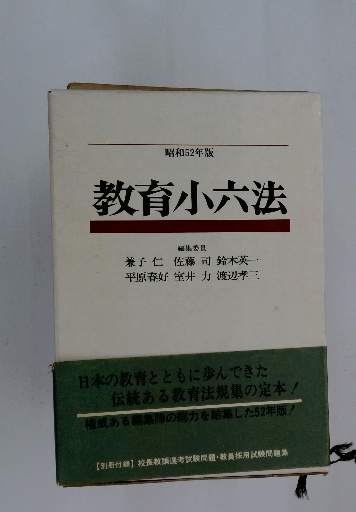 昭和52年版
教育小六法
編集委員
兼子 仁 佐藤 司 鈴木英一
平原春好 室井 力 渡辺孝三
日本の教育とともに歩んできた
伝統ある教育法規集の定本!
権威ある編集陣の総力を結集した52年版!
【別冊付録】校長教頭選考試験問題・教員採用試験問題集